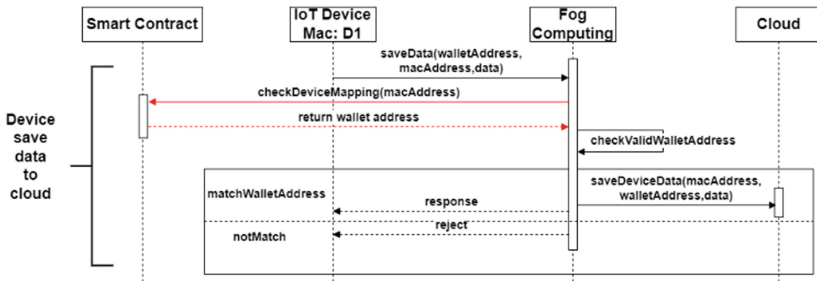 Smart Contract
IoT Device
Mac: D1
Fog
Computing
Cloud
saveData(walletAddress,
macAddress,data)
checkDeviceMapping(macAddress)
return wallet address
checkValidWalletAddress
Device
save
data
to
cloud
matchWalletAddress
saveDeviceData(macAddress,
walletAddress,data)
response
reject
notMatch